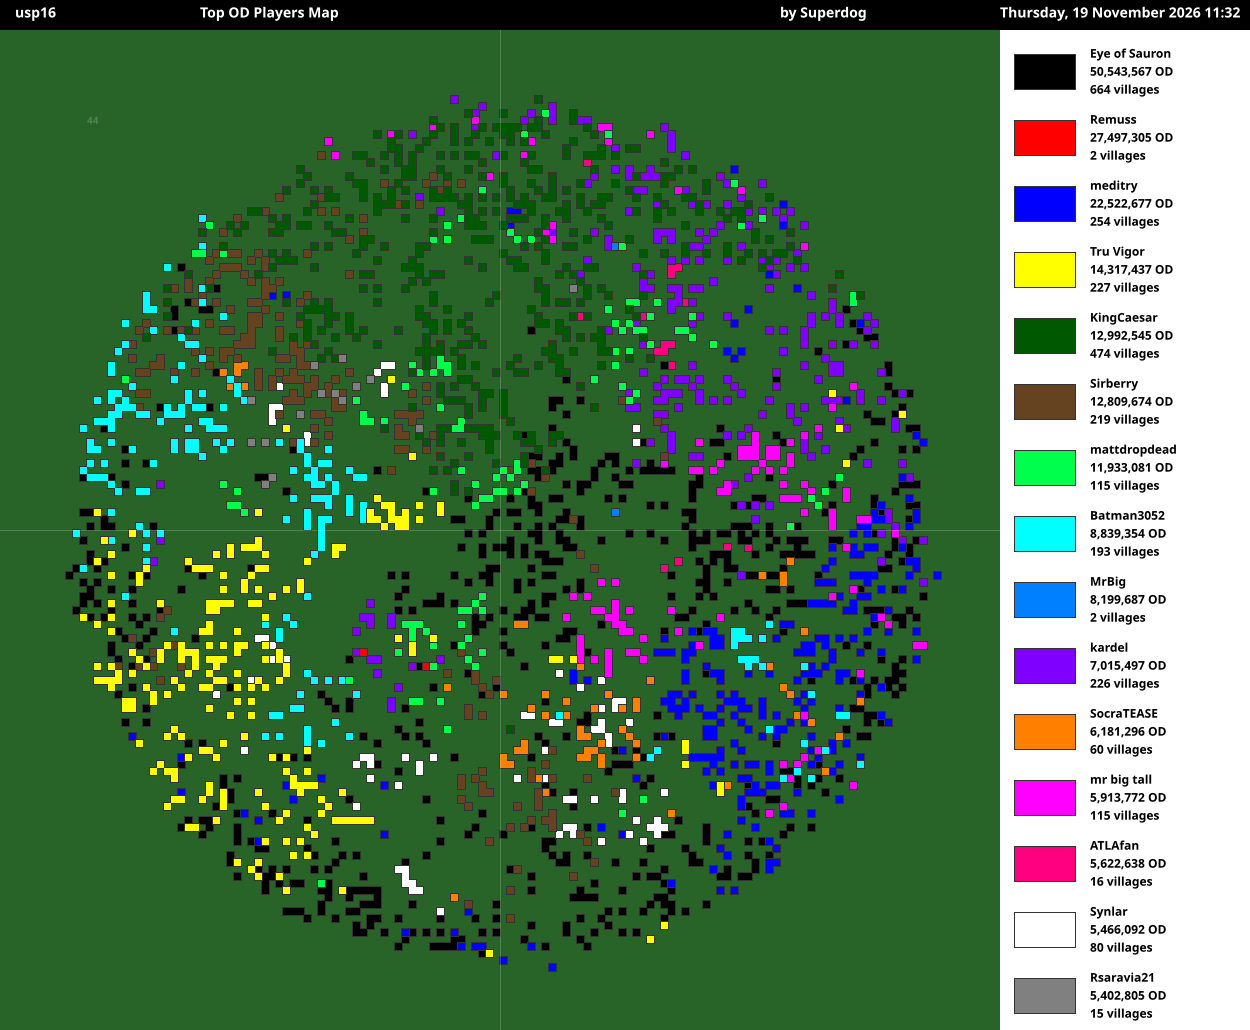 usp16 Top OD Players Map by Superdog Thursday, 19 November 2026 11:32
44
Eye of Sauron
50,543,567 OD
664 villages
Remuss
27,497,305 OD
2 villages
meditry
22,522,677 OD
254 villages
Tru Vigor
14,317,437 OD
227 villages
KingCaesar
12,992,545 OD
474 villages
Sirberry
12,809,674 OD
219 villages
mattdropdead
11,933,081 OD
115 villages
Batman3052
8,839,354 OD
193 villages
MrBig
8,199,687 OD
2 villages
kardel
7,015,497 OD
226 villages
SocraTEASE
6,181,296 OD
60 villages
mr big tall
5,913,772 OD
115 villages
ATLAfan
5,622,638 OD
16 villages
Synlar
5,466,092 OD
80 villages
Rsaravia21
5,402,805 OD
15 villages